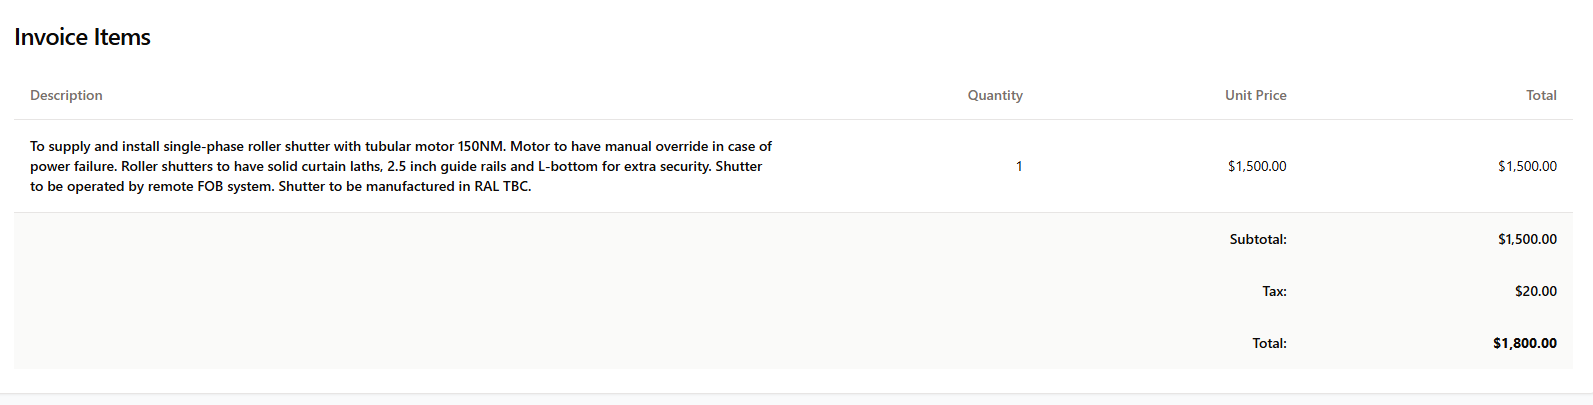 Invoice Items
Description Quantity Unit Price Total
To supply and install single-phase roller shutter with tubular motor 150NM. Motor to have manual override in case of
power failure. Roller shutters to have solid curtain laths, 2.5 inch guide rails and L-bottom for extra security. Shutter
to be operated by remote FOB system. Shutter to be manufactured in RAL TBC.
1 $1,500.00 $1,500.00
Subtotal: $1,500.00
Tax: $20.00
Total: $1,800.00